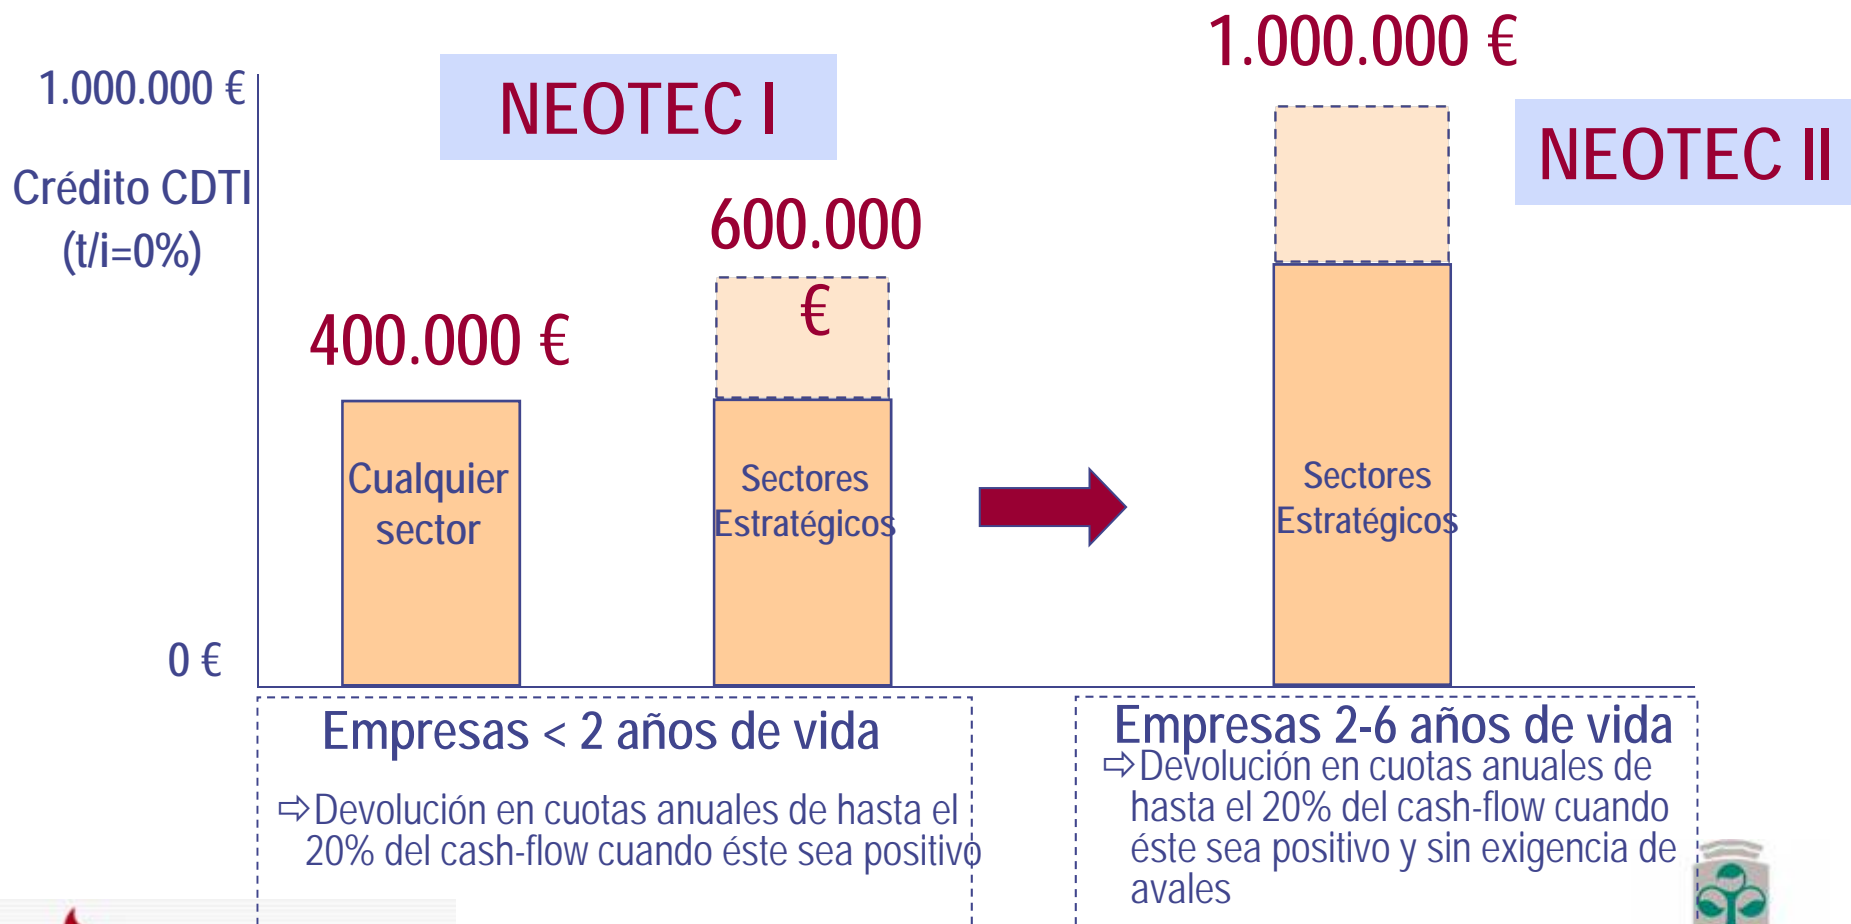 1.000.000 €
Crédito CDTI
(t/i=0%)
0 €
NEOTEC I
400.000 €
Cualquier
sector
600.000
€
Sectores
Estratégicos
1.000.000 €
NEOTEC II
Sectores
Estratégicos
Empresas < 2 años de vida
⇨Devolución en cuotas anuales de hasta el
20% del cash-flow cuando éste sea positivo
Empresas 2-6 años de vida
⇨Devolución en cuotas anuales de
hasta el 20% del cash-flow cuando
éste sea positivo y sin exigencia de
avales